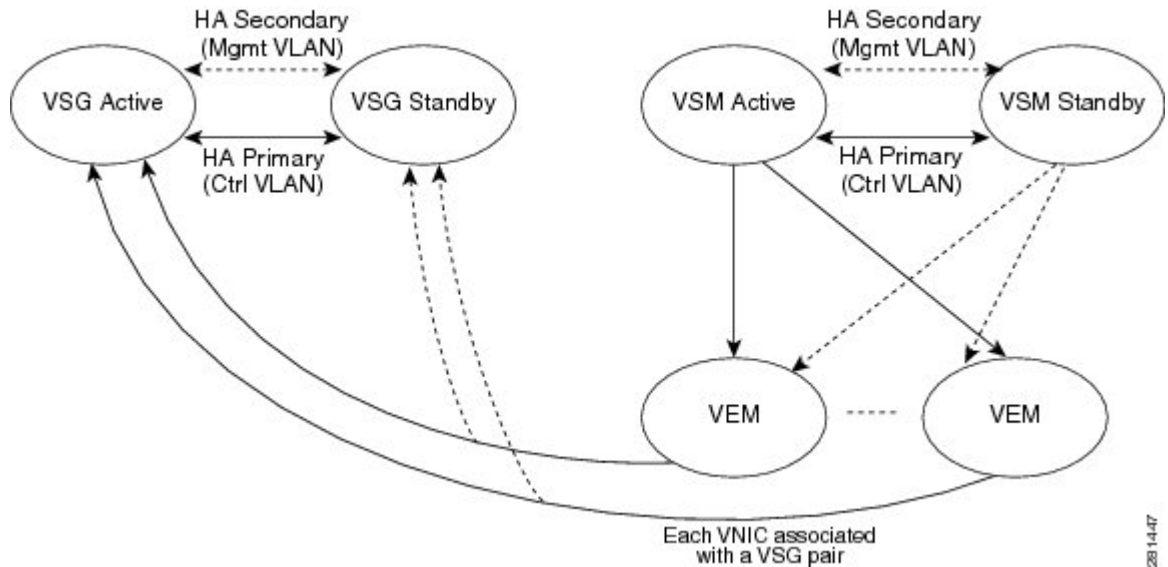 HA Secondary
(Mgmt VLAN)
HA Secondary
(Mgmt VLAN)
VSG Active
VSG Standby
VSM Active
VSM Standby
HA Primary
(Ctrl VLAN)
HA Primary
(Ctrl VLAN)
VEM
VEM
Each VNIC associated
with a VSG pair
281447